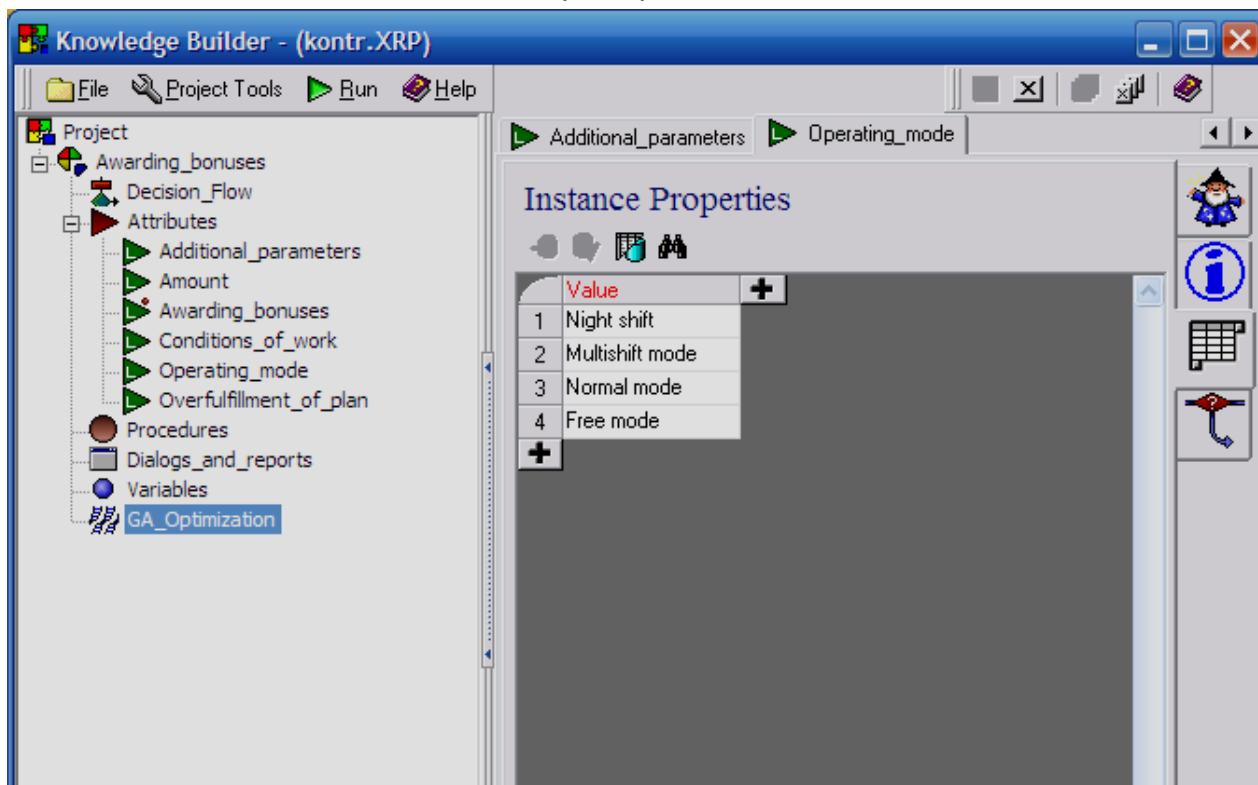 Knowledge Builder - (kontr.XRP)
File Project Tools Run Help
Project
Awarding_bonuses
Decision_Flow
Attributes
Additional_parameters
Amount
Awarding_bonuses
Conditions_of_work
Operating_mode
Overfulfillment_of_plan
Procedures
Dialogs_and_reports
Variables
GA_Optimization
Additional_parameters Operating_mode
Instance Properties
Value
1 Night shift
2 Multishift mode
3 Normal mode
4 Free mode